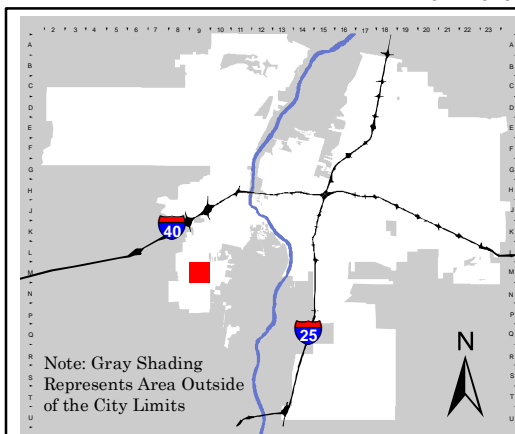 2 3 4 5 6 7 8 9 10 11 12 13 14 15 16 17 18 19 20 21 22 23
A A
B B
C C
D D
E E
F F
G G
H H
J J
K K
L L
M M
N N
P P
Q Q
R R
S S
T T
U U
40
25
N
Note: Gray Shading
Represents Area Outside
of the City Limits